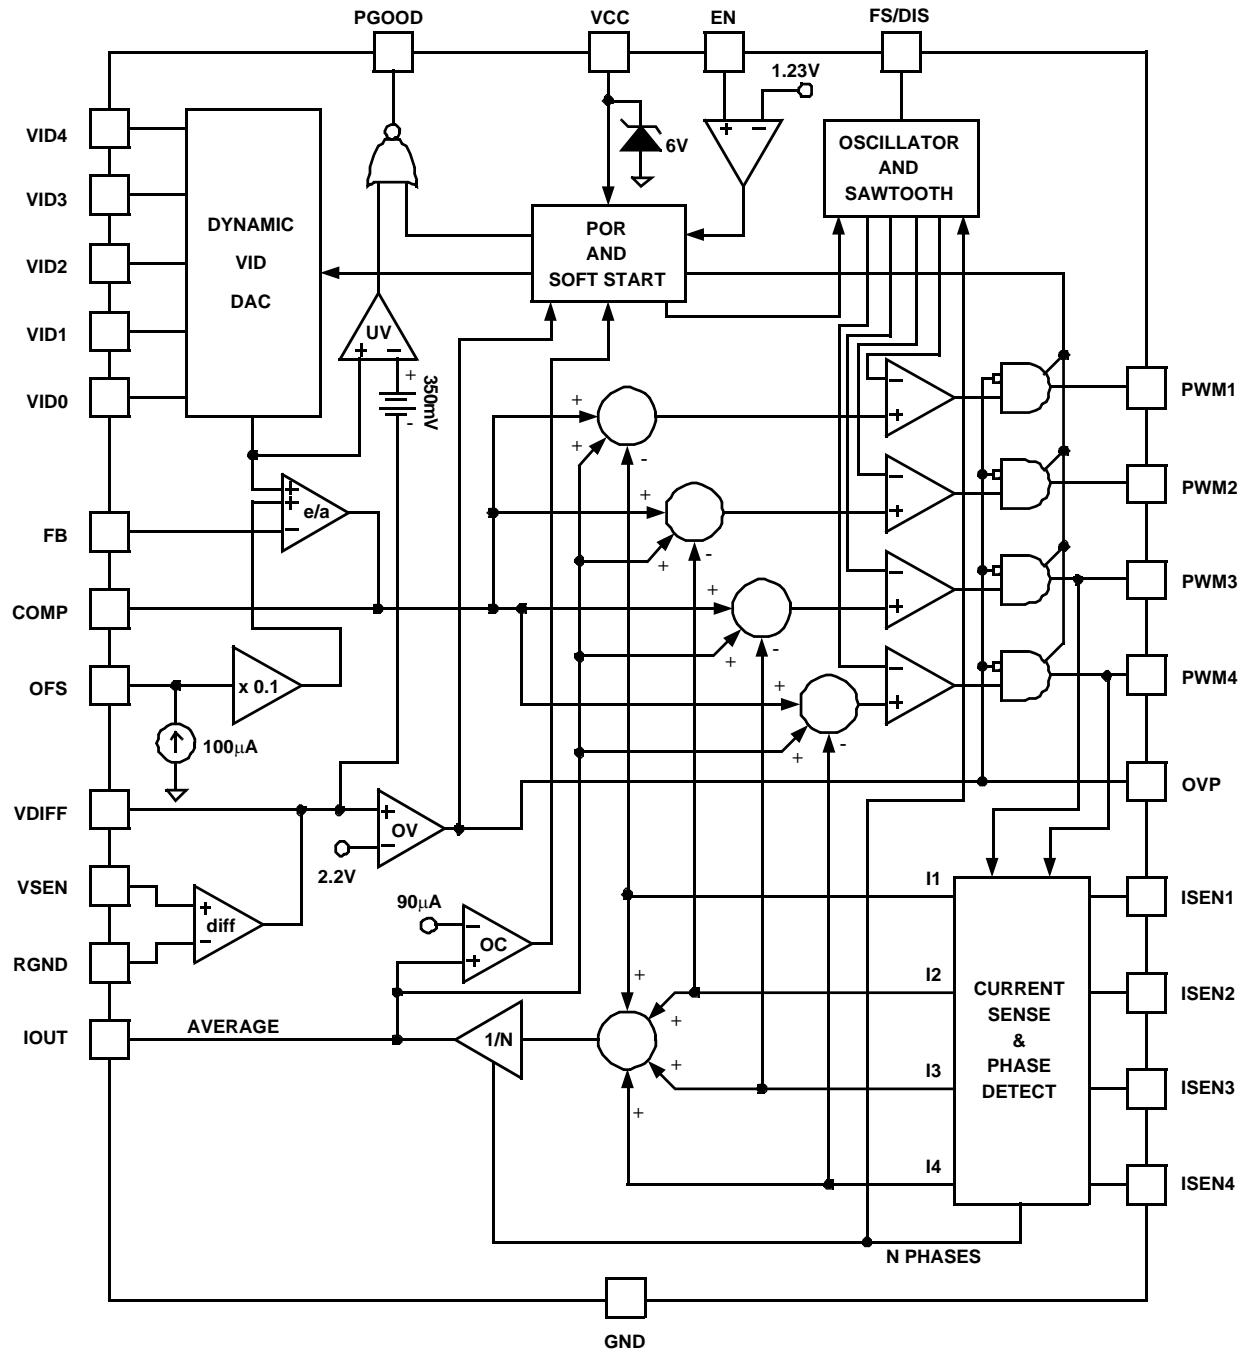 PGOOD
VCC
EN
FS/DIS
1.23V
VID4
VID3
VID2
VID1
VID0
DYNAMIC
VID
DAC
6V
+ −
OSCILLATOR
AND
SAWTOOTH
POR
AND
SOFT START
UV
+ −
+
350mV
-
FB
COMP
OFS
+
+
−
e/a
x 0.1
100µA
+
+
-
+
+
-
+
+
-
+
+
-
−
+
−
+
−
+
−
+
PWM1
PWM2
PWM3
PWM4
OVP
VDIFF
VSEN
RGND
IOUT
+
−
OV
2.2V
+
−
diff
90µA
−
+
OC
AVERAGE
1/N
+
+
+
+
I1
I2
I3
I4
CURRENT
SENSE
&
PHASE
DETECT
ISEN1
ISEN2
ISEN3
ISEN4
N PHASES
GND